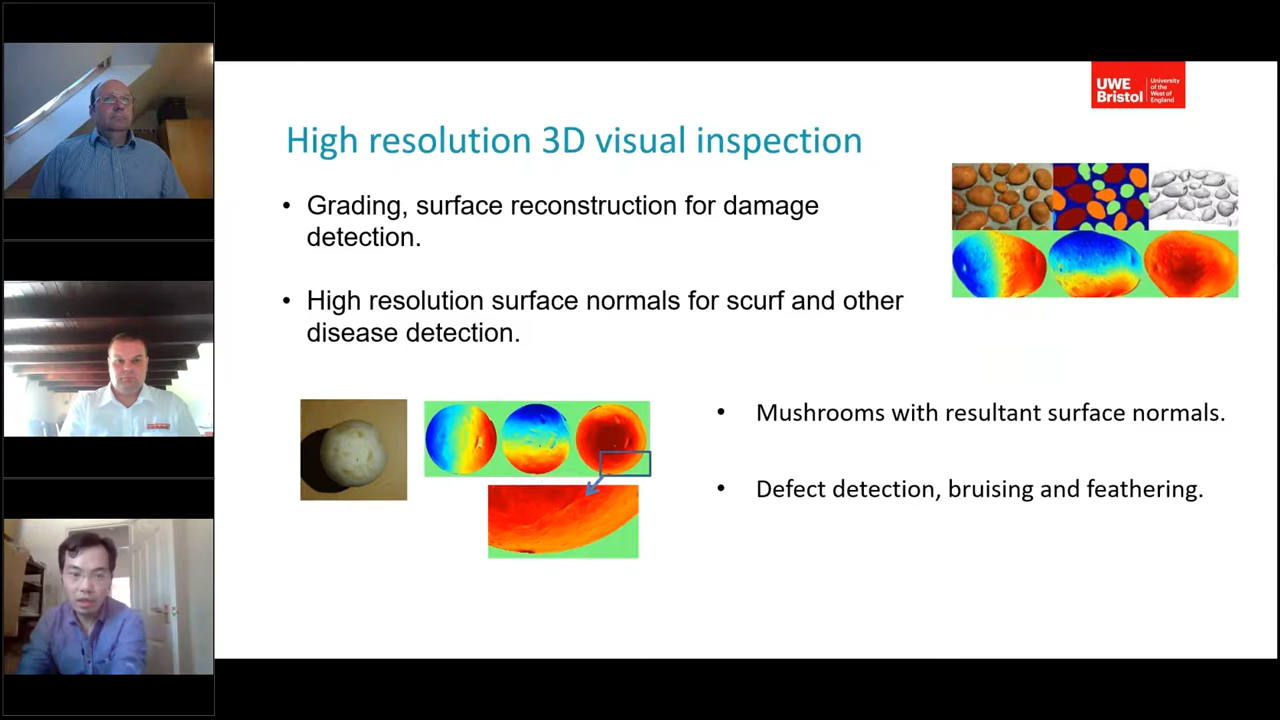 UWE
Bristol
University
of the
West of
England
High resolution 3D visual inspection
• Grading, surface reconstruction for damage
detection.
• High resolution surface normals for scurf and other
disease detection.
• Mushrooms with resultant surface normals.
• Defect detection, bruising and feathering.